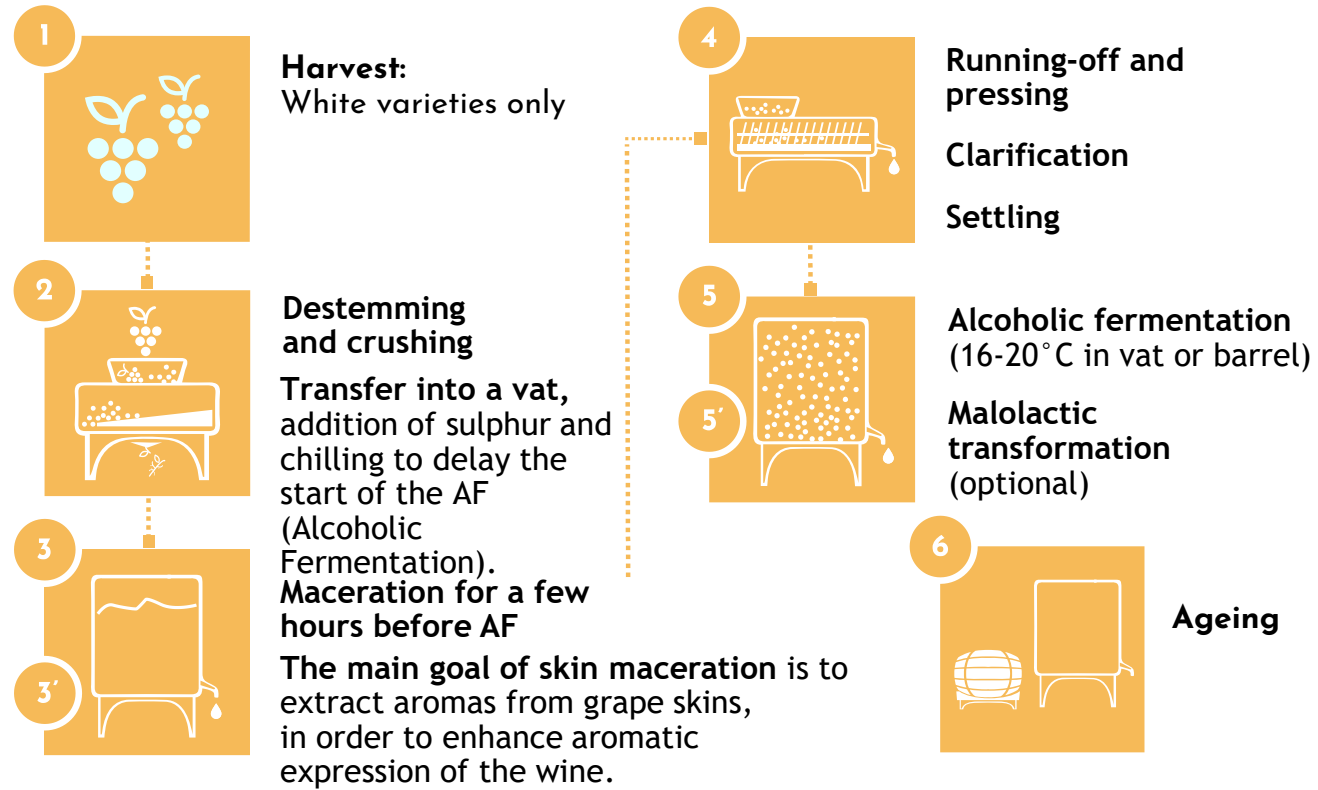 1
Harvest:
White varieties only
2
Destemming
and crushing
Transfer into a vat,
addition of sulphur and
chilling to delay the
start of the AF
(Alcoholic
Fermentation).
3
Maceration for a few
hours before AF
3´
The main goal of skin maceration is to
extract aromas from grape skins,
in order to enhance aromatic
expression of the wine.
4
Running-off and
pressing
Clarification
Settling
5
Alcoholic fermentation
(16-20°C in vat or barrel)
5´
Malolactic
transformation
(optional)
6
Ageing